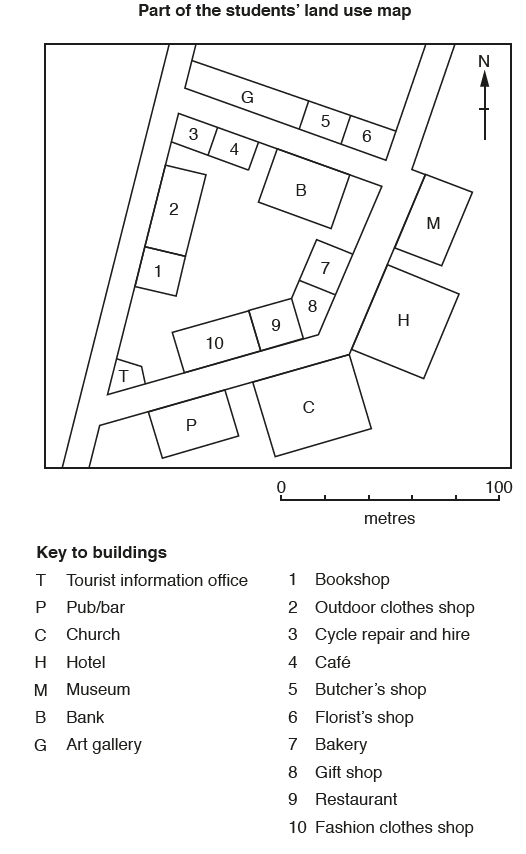 Part of the students' land use map
N
G
5
6
3
4
B
2
M
7
1
8
H
9
10
T
C
P
0 100
metres
Key to buildings
T Tourist information office
P Pub/bar
C Church
H Hotel
M Museum
B Bank
G Art gallery
1 Bookshop
2 Outdoor clothes shop
3 Cycle repair and hire
4 Café
5 Butcher's shop
6 Florist's shop
7 Bakery
8 Gift shop
9 Restaurant
10 Fashion clothes shop